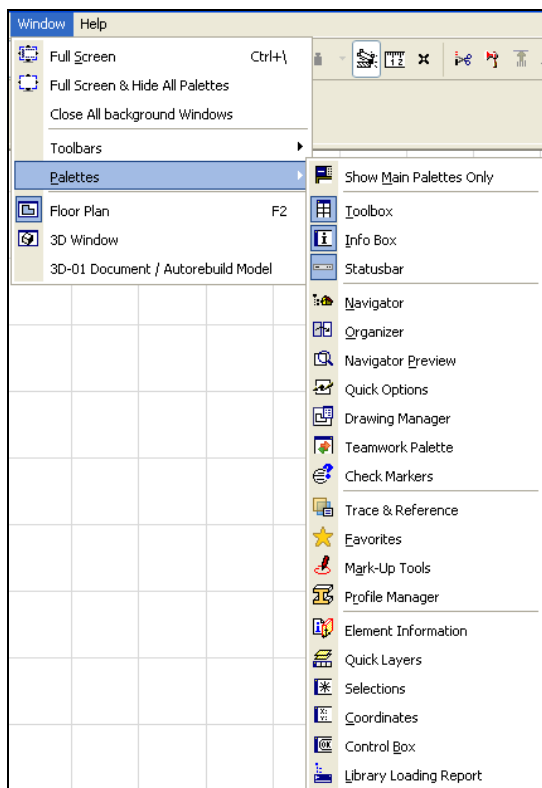 Window Help
Full Screen Ctrl+\
Full Screen & Hide All Palettes
Close All background Windows
Toolbars
Palettes
Floor Plan F2
3D Window
3D-01 Document / Autorebuild Model
Show Main Palettes Only
Toolbox
Info Box
Statusbar
Navigator
Organizer
Navigator Preview
Quick Options
Drawing Manager
Teamwork Palette
Check Markers
Trace & Reference
Favorites
Mark-Up Tools
Profile Manager
Element Information
Quick Layers
Selections
Coordinates
Control Box
Library Loading Report